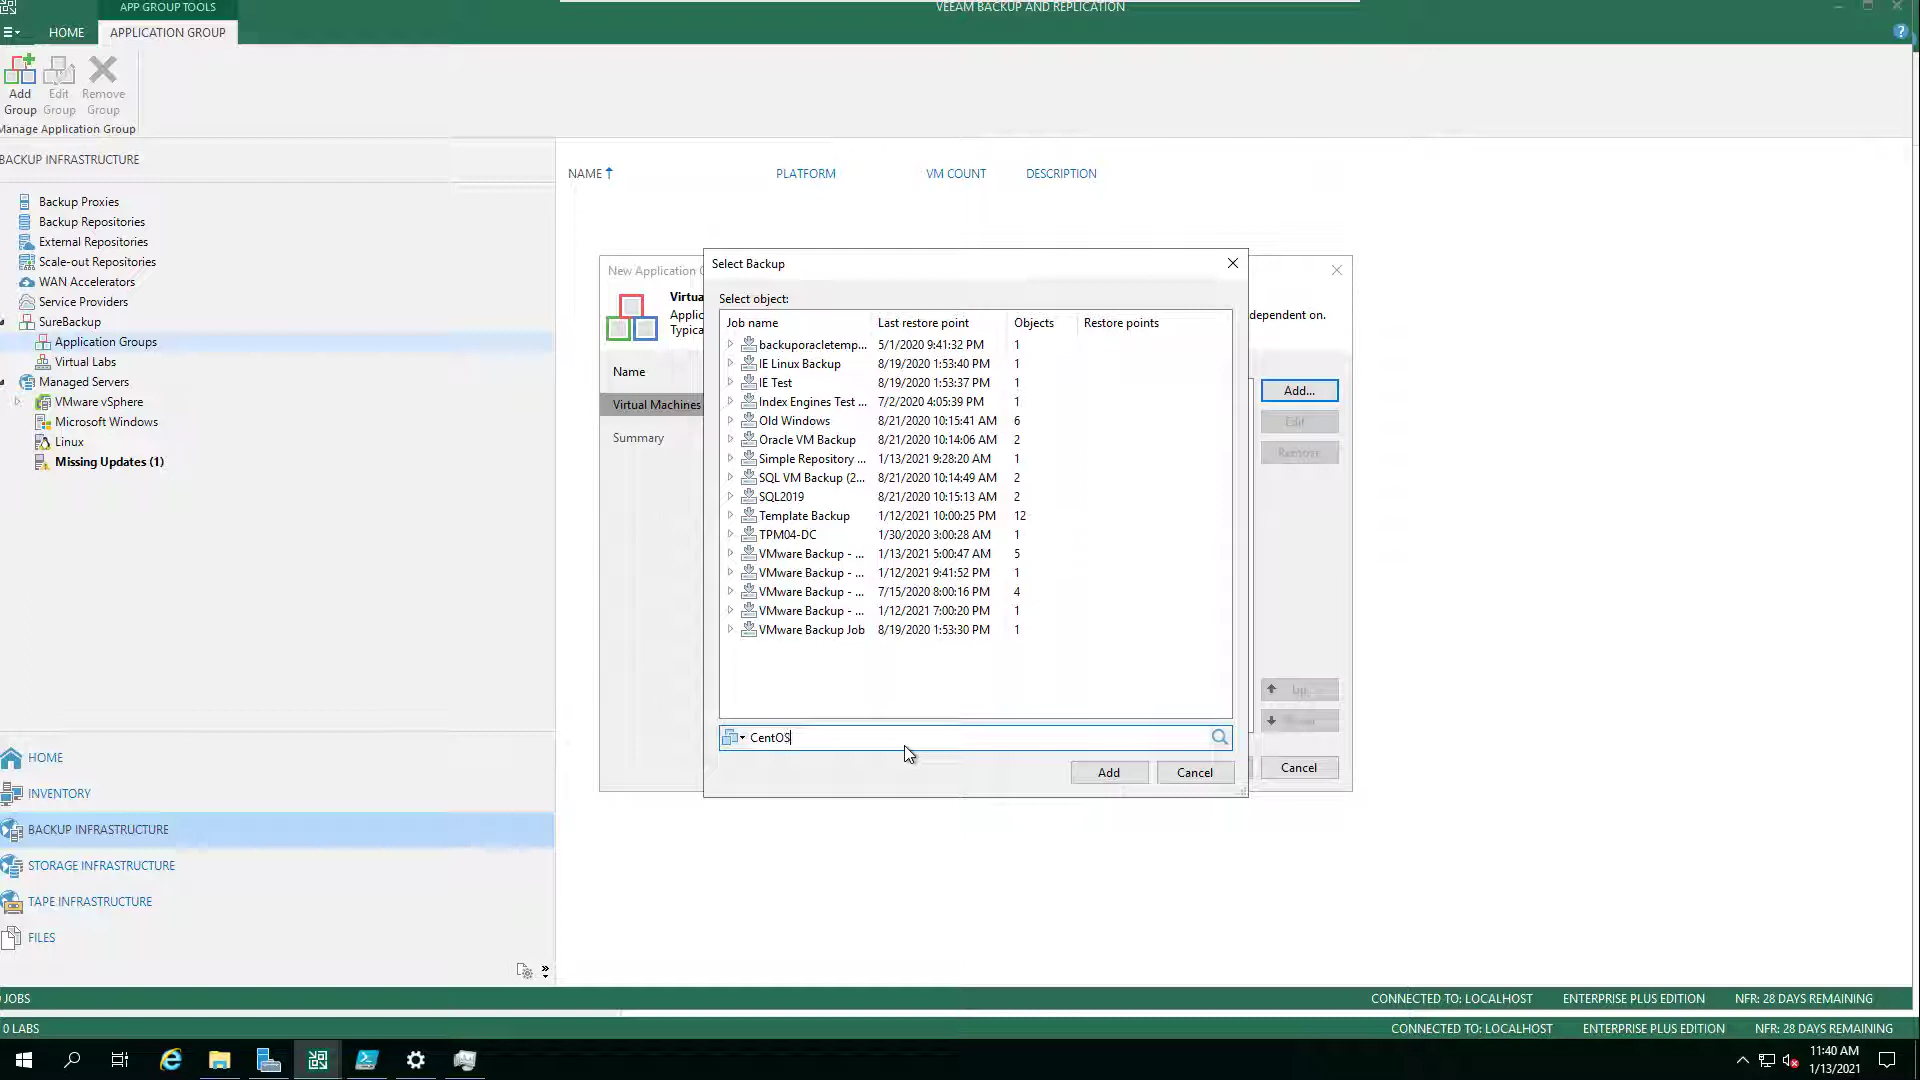 APP GROUP TOOLS
VEEAM BACKUP AND REPLICATION
HOME
APPLICATION GROUP
?
Add Group
Edit Group
Remove Group
Manage Application Group
BACKUP INFRASTRUCTURE
Backup Proxies
Backup Repositories
External Repositories
Scale-out Repositories
WAN Accelerators
Service Providers
SureBackup
Application Groups
Virtual Labs
Managed Servers
VMware vSphere
Microsoft Windows
Linux
Missing Updates (1)
HOME
INVENTORY
BACKUP INFRASTRUCTURE
STORAGE INFRASTRUCTURE
TAPE INFRASTRUCTURE
FILES
NAME PLATFORM VM COUNT DESCRIPTION
New Application
Name
Virtual Machines
Summary
dependent on.
Add...
Edit
Remove
Up
Cancel
Select Backup
Select object:
Job name Last restore point Objects Restore points
backuporacletemp... 5/1/2020 9:41:32 PM 1
IE Linux Backup 8/19/2020 1:53:40 PM 1
IE Test 8/19/2020 1:53:37 PM 1
Index Engines Test ... 7/2/2020 4:05:39 PM 1
Old Windows 8/21/2020 10:15:41 AM 6
Oracle VM Backup 8/21/2020 10:14:06 AM 2
Simple Repository ... 1/13/2021 9:28:20 AM 1
SQL VM Backup (2... 8/21/2020 10:14:49 AM 2
SQL2019 8/21/2020 10:15:13 AM 2
Template Backup 1/12/2021 10:00:25 PM 12
TPM04-DC 1/30/2020 3:00:28 AM 1
VMware Backup - ... 1/13/2021 5:00:47 AM 5
VMware Backup - ... 1/12/2021 9:41:52 PM 1
VMware Backup - ... 7/15/2020 8:00:16 PM 4
VMware Backup - ... 1/12/2021 7:00:20 PM 1
VMware Backup Job 8/19/2020 1:53:30 PM 1
CentOS
Add
Cancel
JOBS
CONNECTED TO: LOCALHOST ENTERPRISE PLUS EDITION NFR: 28 DAYS REMAINING
0 LABS
CONNECTED TO: LOCALHOST ENTERPRISE PLUS EDITION NFR: 28 DAYS REMAINING
11:40 AM
1/13/2021